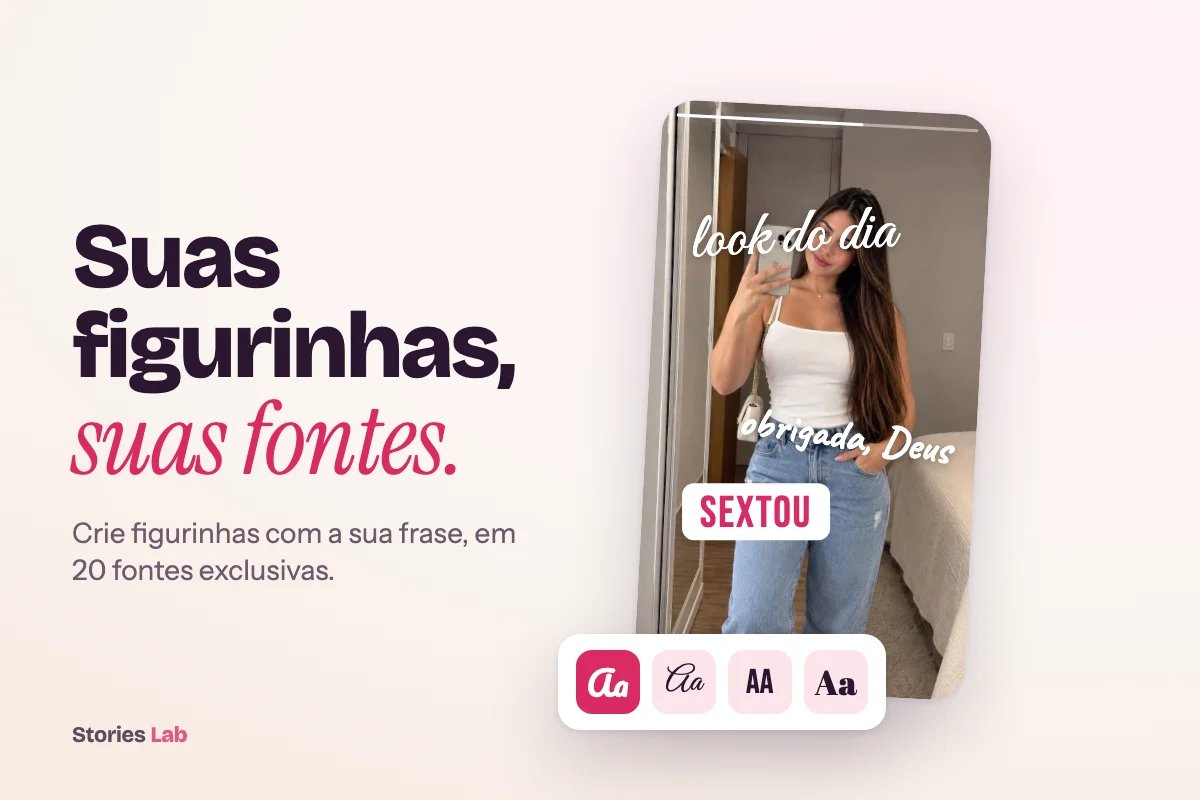 Suas
figurinhas,
suas fontes.
Crie figurinhas com a sua frase, em
20 fontes exclusivas.
Stories Lab
look do dia
obrigada, Deus
SEXTOU
Aa Aa AA Aa